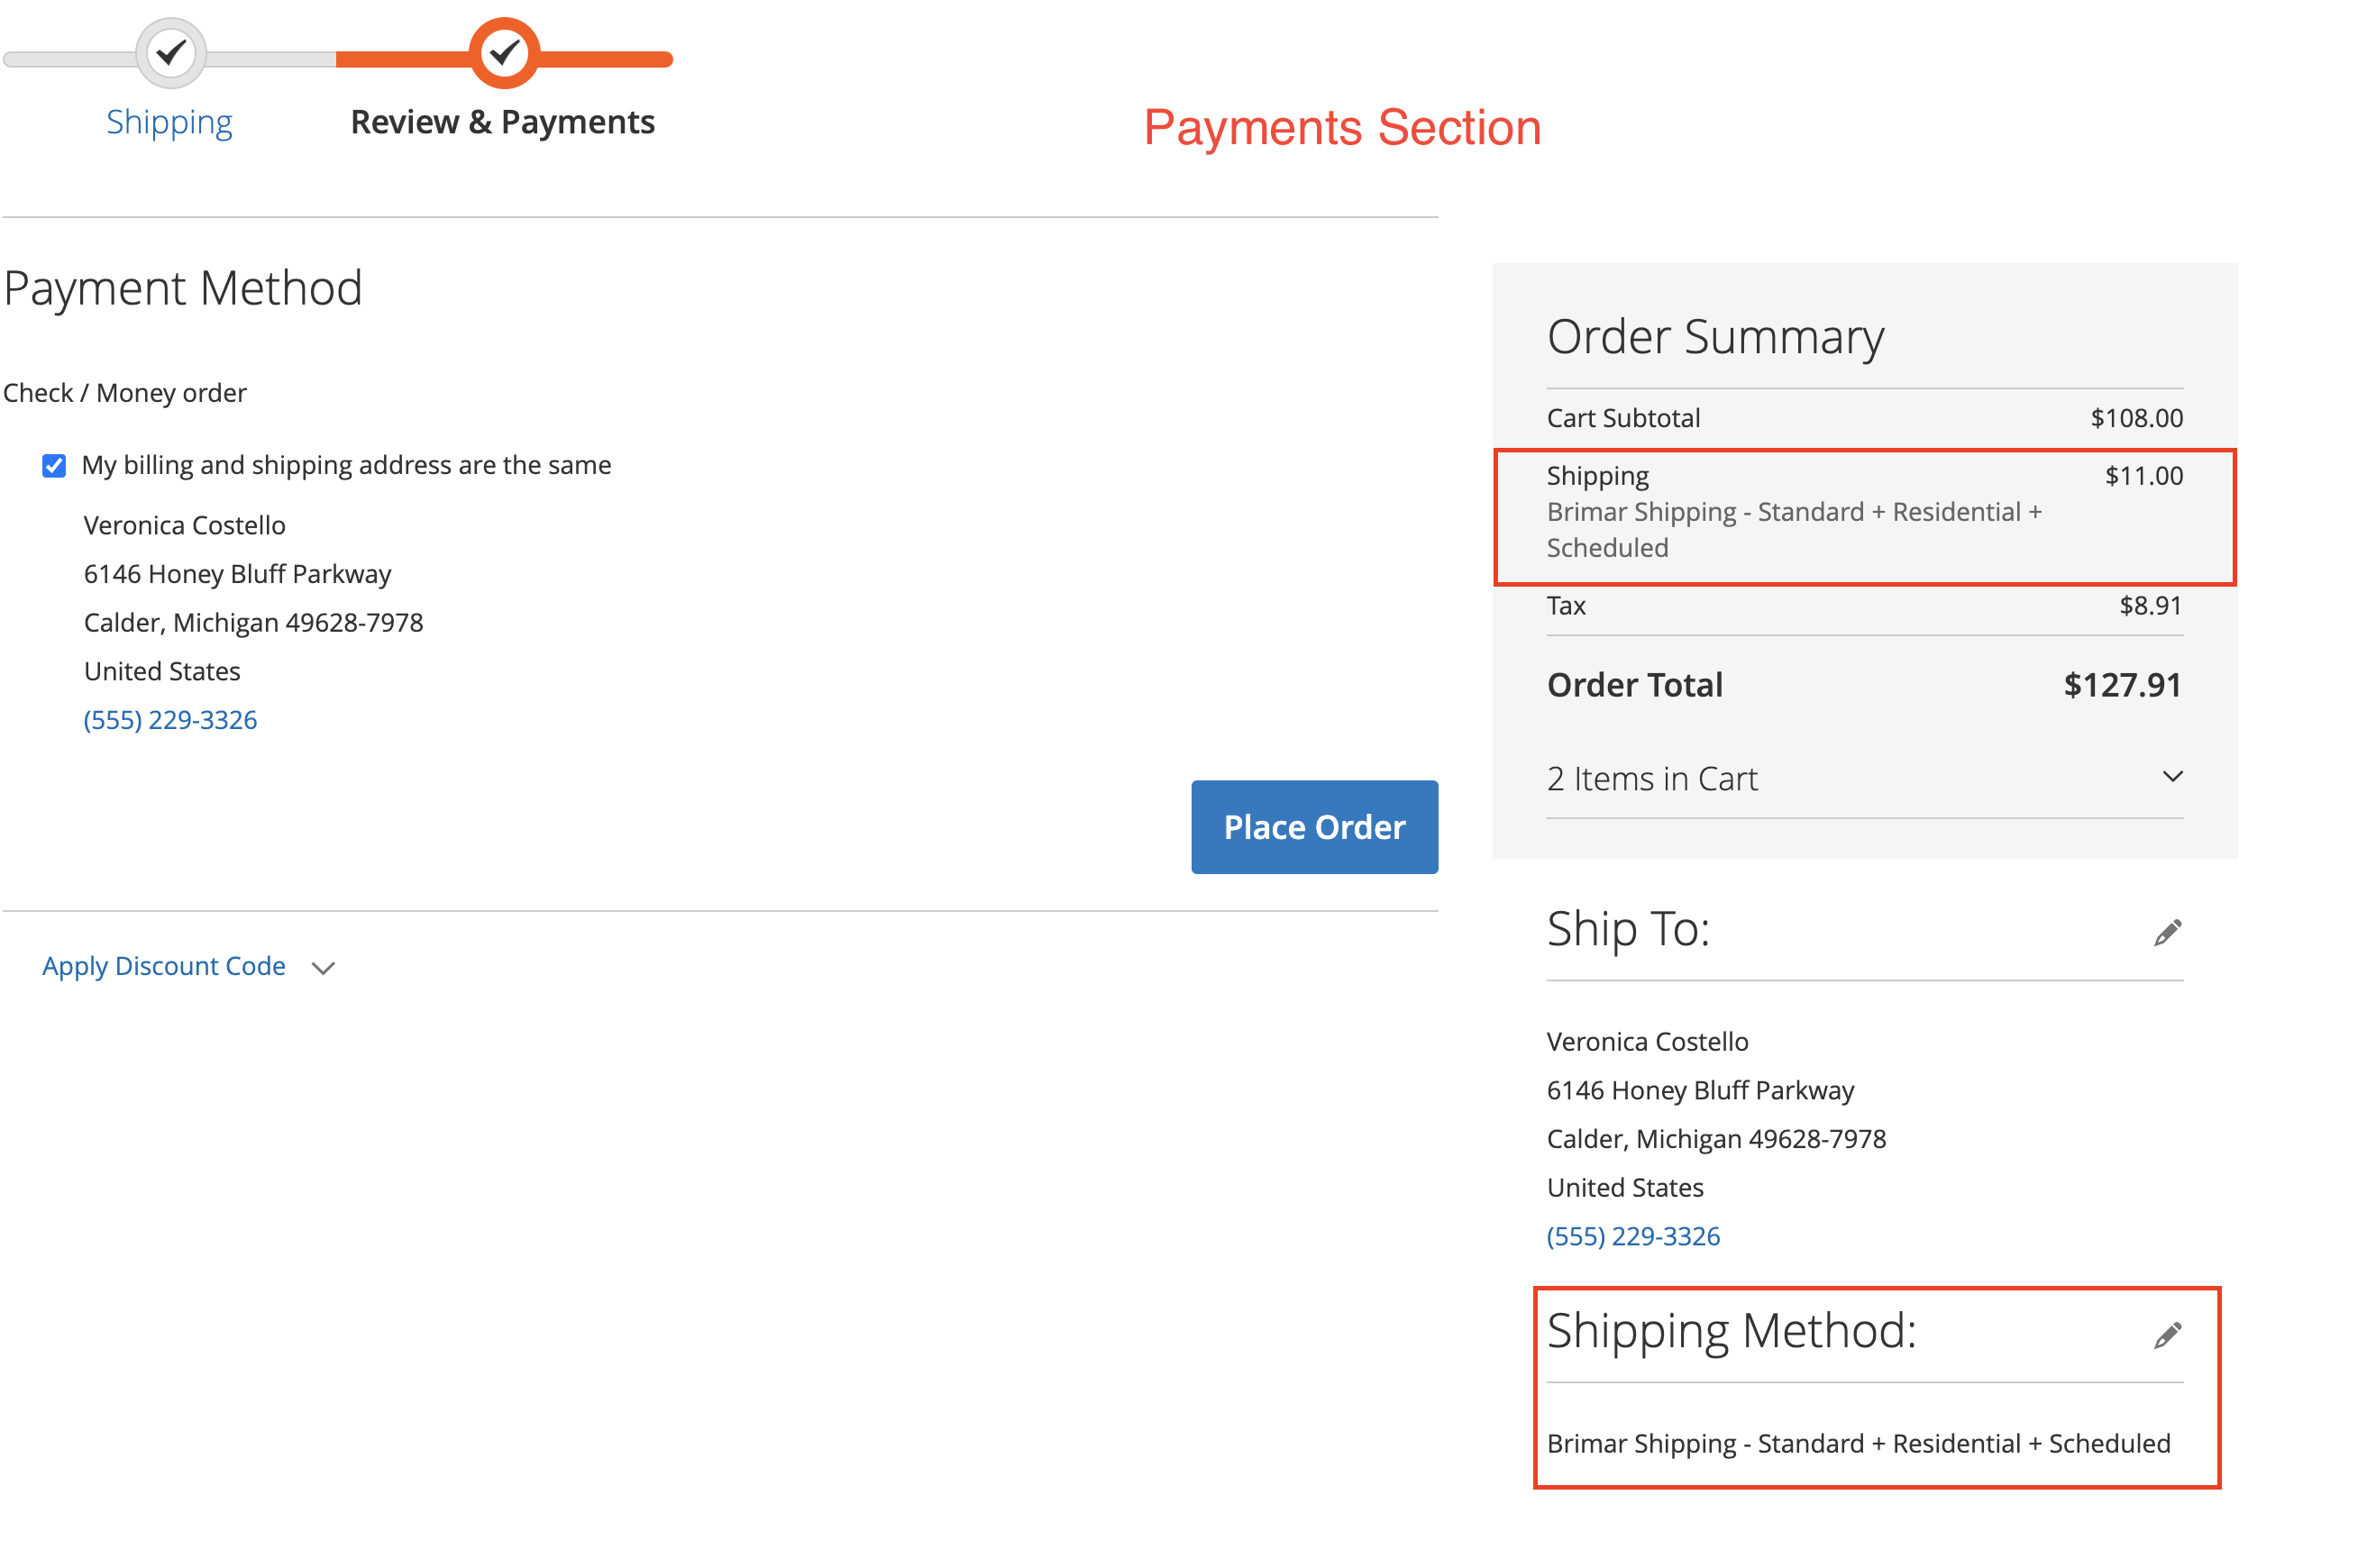 Shipping
Review & Payments
Payments Section
Payment Method
Check / Money order
My billing and shipping address are the same
Veronica Costello
6146 Honey Bluff Parkway
Calder, Michigan 49628-7978
United States
(555) 229-3326
Place Order
Apply Discount Code
Order Summary
Cart Subtotal $108.00
Shipping $11.00
Brimar Shipping - Standard + Residential +
Scheduled
Tax $8.91
Order Total $127.91
2 Items in Cart
Ship To:
Veronica Costello
6146 Honey Bluff Parkway
Calder, Michigan 49628-7978
United States
(555) 229-3326
Shipping Method:
Brimar Shipping - Standard + Residential + Scheduled